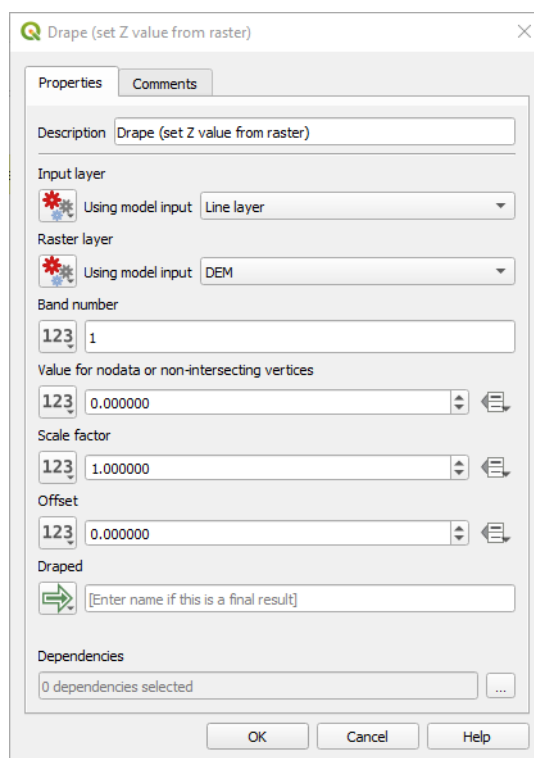 Drape (set Z value from raster)
Properties Comments
Description Drape (set Z value from raster)
Input layer
Using model input Line layer
Raster layer
Using model input DEM
Band number
123 1
Value for nodata or non-intersecting vertices
123 0.000000
Scale factor
123 1.000000
Offset
123 0.000000
Draped
[Enter name if this is a final result]
Dependencies
0 dependencies selected ...
OK Cancel Help